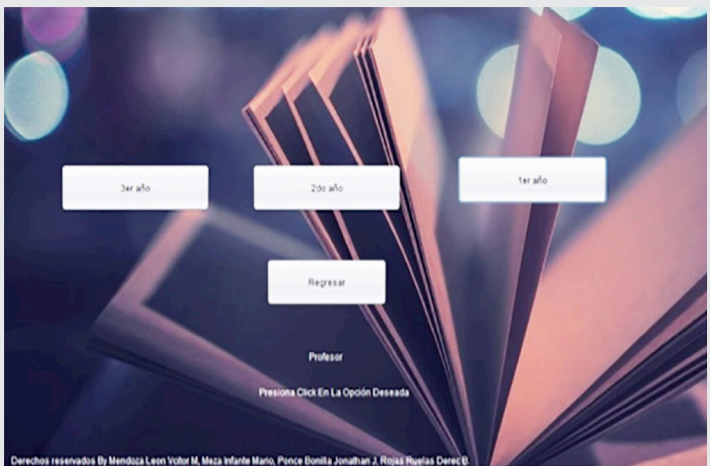 3er año
2do año
1er año
Regresar
Profesor
Presiona Click En La Opción Deseada
Derechos reservados By Mendoza Leon Victor M, Meza Infante Mario, Ponce Bonilla Jonathan J, Rojas Ruelas Derec B.